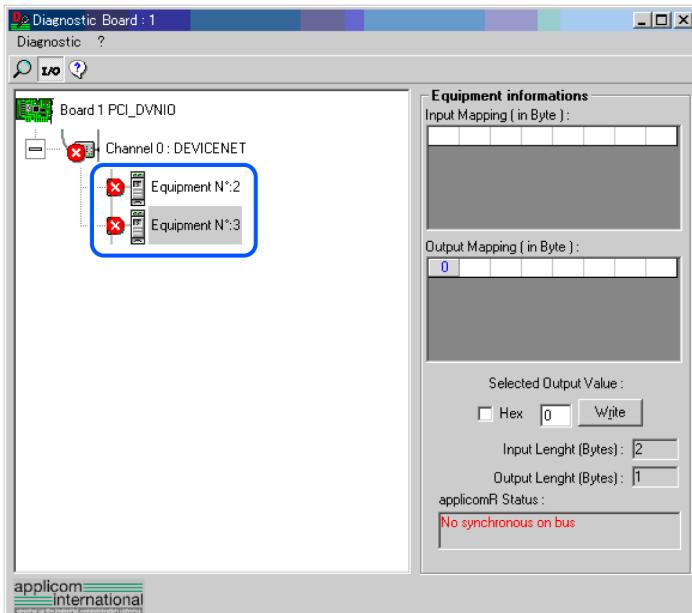 Diagnostic Board : 1
Diagnostic ?
I/O
Board 1 PCI_DVNIO
Channel 0 : DEVICENET
Equipment N°:2
Equipment N°:3
Equipment informations
Input Mapping ( in Byte ) :
Output Mapping ( in Byte ) :
0
Selected Output Value :
Hex 0 Write
Input Lenght (Bytes) : 2
Output Lenght (Bytes) : 1
applicomR Status :
No synchronous on bus
applicom
international